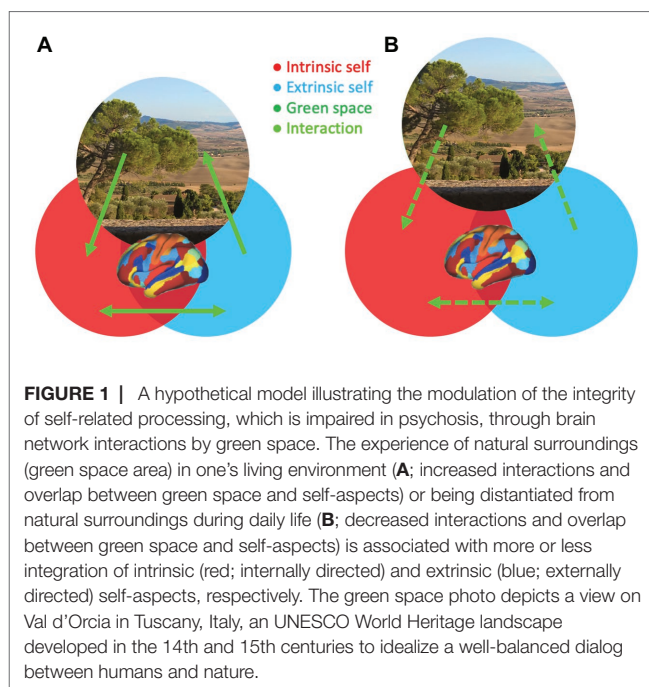 A
B
● Intrinsic self
● Extrinsic self
● Green space
● Interaction
FIGURE 1 | A hypothetical model illustrating the modulation of the integrity
of self-related processing, which is impaired in psychosis, through brain
network interactions by green space. The experience of natural surroundings
(green space area) in one’s living environment (A; increased interactions and
overlap between green space and self-aspects) or being distantiated from
natural surroundings during daily life (B; decreased interactions and overlap
between green space and self-aspects) is associated with more or less
integration of intrinsic (red; internally directed) and extrinsic (blue; externally
directed) self-aspects, respectively. The green space photo depicts a view on
Val d’Orcia in Tuscany, Italy, an UNESCO World Heritage landscape
developed in the 14th and 15th centuries to idealize a well-balanced dialog
between humans and nature.